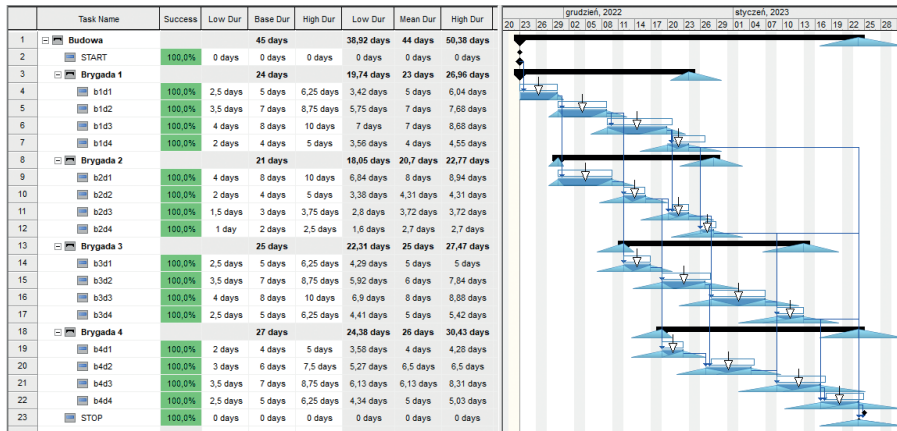 grudzień, 2022 styczeń, 2023
Task Name Success Low Dur Base Dur High Dur Low Dur Mean Dur High Dur 20 23 26 29 02 05 08 11 14 17 20 23 26 29 01 04 07 10 13 16 19 22 25 28
1 Budowa 45 days 38,92 days 44 days 50,38 days
2 START 100,0% 0 days 0 days 0 days 0 days 0 days 0 days
3 Brygada 1 24 days 19,74 days 23 days 26,96 days
4 b1d1 100,0% 2,5 days 5 days 6,25 days 3,42 days 5 days 6,04 days
5 b1d2 100,0% 3,5 days 7 days 8,75 days 5,75 days 7 days 7,68 days
6 b1d3 100,0% 4 days 8 days 10 days 7 days 7 days 8,68 days
7 b1d4 100,0% 2 days 4 days 5 days 3,56 days 4 days 4,55 days
8 Brygada 2 21 days 18,05 days 20,7 days 22,77 days
9 b2d1 100,0% 4 days 8 days 10 days 6,84 days 8 days 8,94 days
10 b2d2 100,0% 2 days 4 days 5 days 3,38 days 4,31 days 4,31 days
11 b2d3 100,0% 1,5 days 3 days 3,75 days 2,8 days 3,72 days 3,72 days
12 b2d4 100,0% 1 day 2 days 2,5 days 1,6 days 2,7 days 2,7 days
13 Brygada 3 25 days 22,31 days 25 days 27,47 days
14 b3d1 100,0% 2,5 days 5 days 6,25 days 4,29 days 5 days 5 days
15 b3d2 100,0% 3,5 days 7 days 8,75 days 5,92 days 6 days 7,84 days
16 b3d3 100,0% 4 days 8 days 10 days 6,9 days 8 days 8,88 days
17 b3d4 100,0% 2,5 days 5 days 6,25 days 4,41 days 5 days 5,42 days
18 Brygada 4 27 days 24,38 days 26 days 30,43 days
19 b4d1 100,0% 2 days 4 days 5 days 3,58 days 4 days 4,28 days
20 b4d2 100,0% 3 days 6 days 7,5 days 5,27 days 6,5 days 6,5 days
21 b4d3 100,0% 3,5 days 7 days 8,75 days 6,13 days 6,13 days 8,31 days
22 b4d4 100,0% 2,5 days 5 days 6,25 days 4,34 days 5 days 5,03 days
23 STOP 100,0% 0 days 0 days 0 days 0 days 0 days 0 days